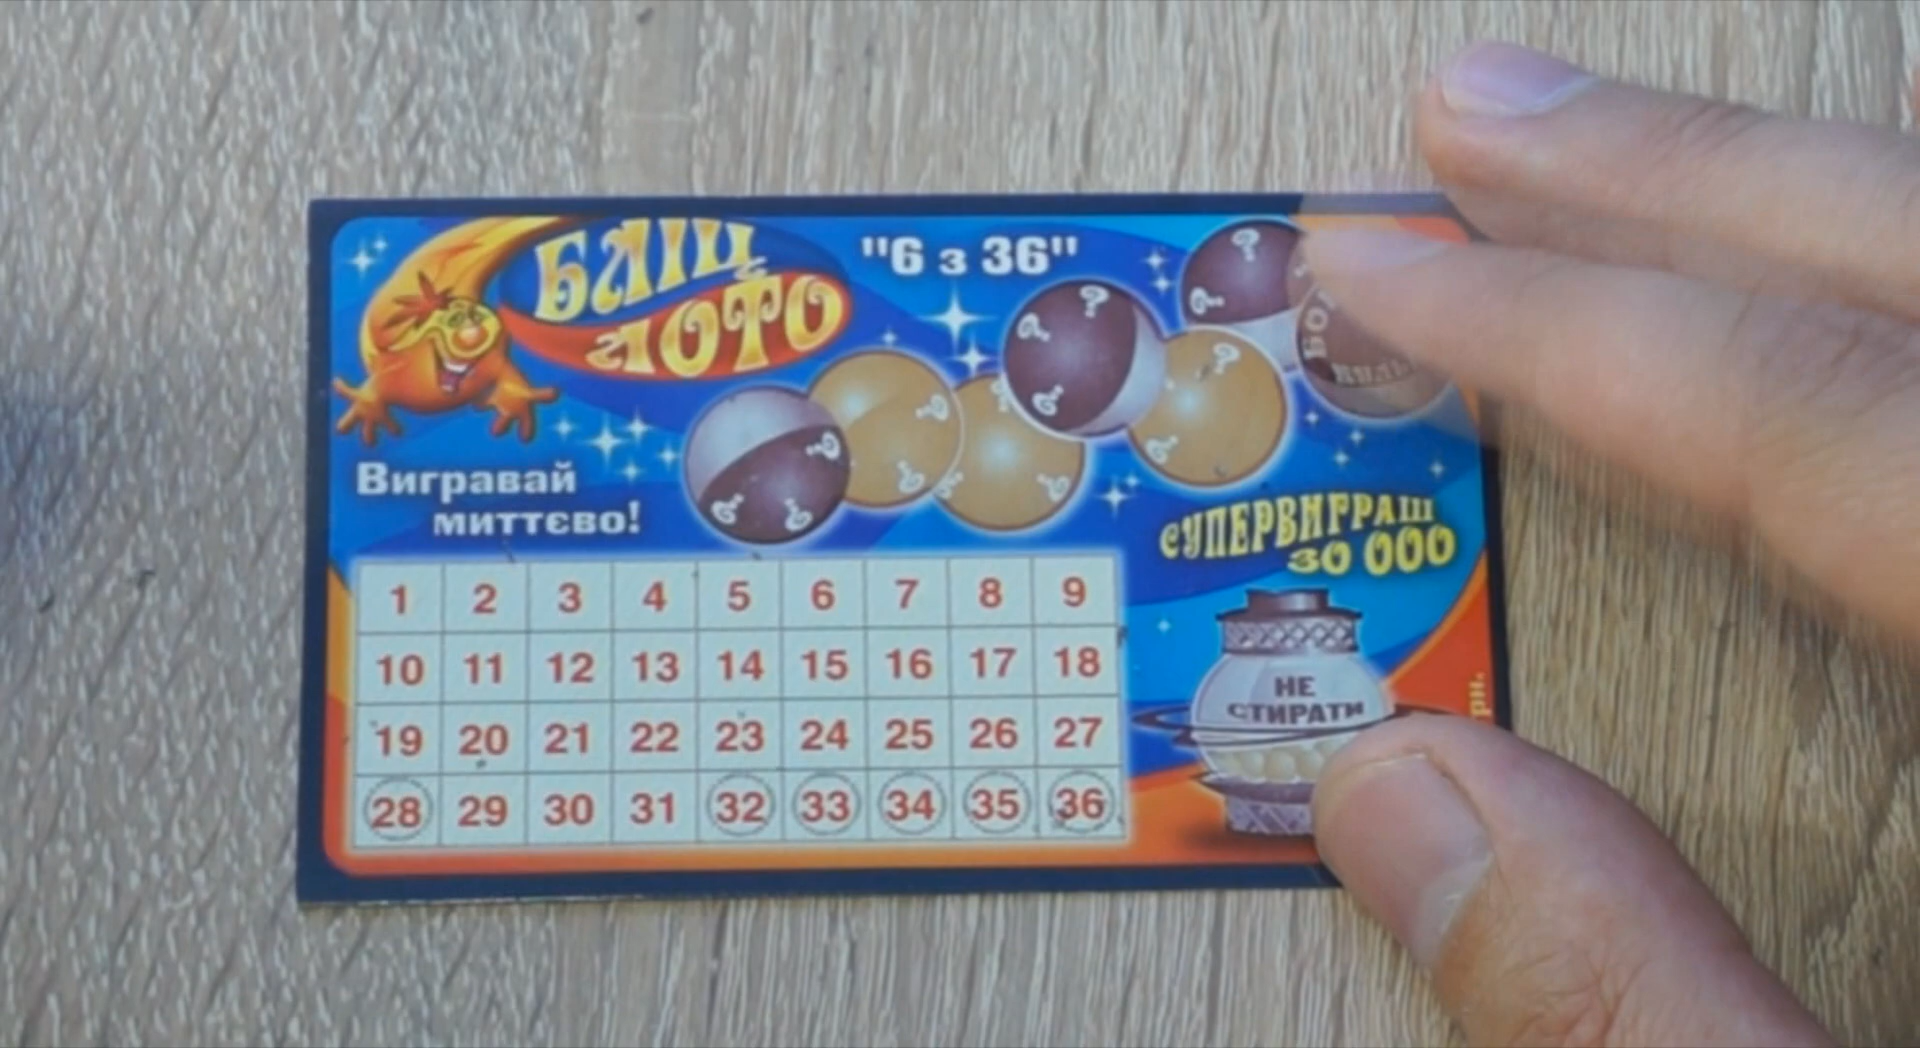 БЛІЦ
ЛОТО
"6 з 36"
Вигравай
миттєво!
СУПЕРВИГРАШ
30 000
1 2 3 4 5 6 7 8 9
10 11 12 13 14 15 16 17 18
19 20 21 22 23 24 25 26 27
28 29 30 31 32 33 34 35 36
НЕ
СТИРАТИ
грн.